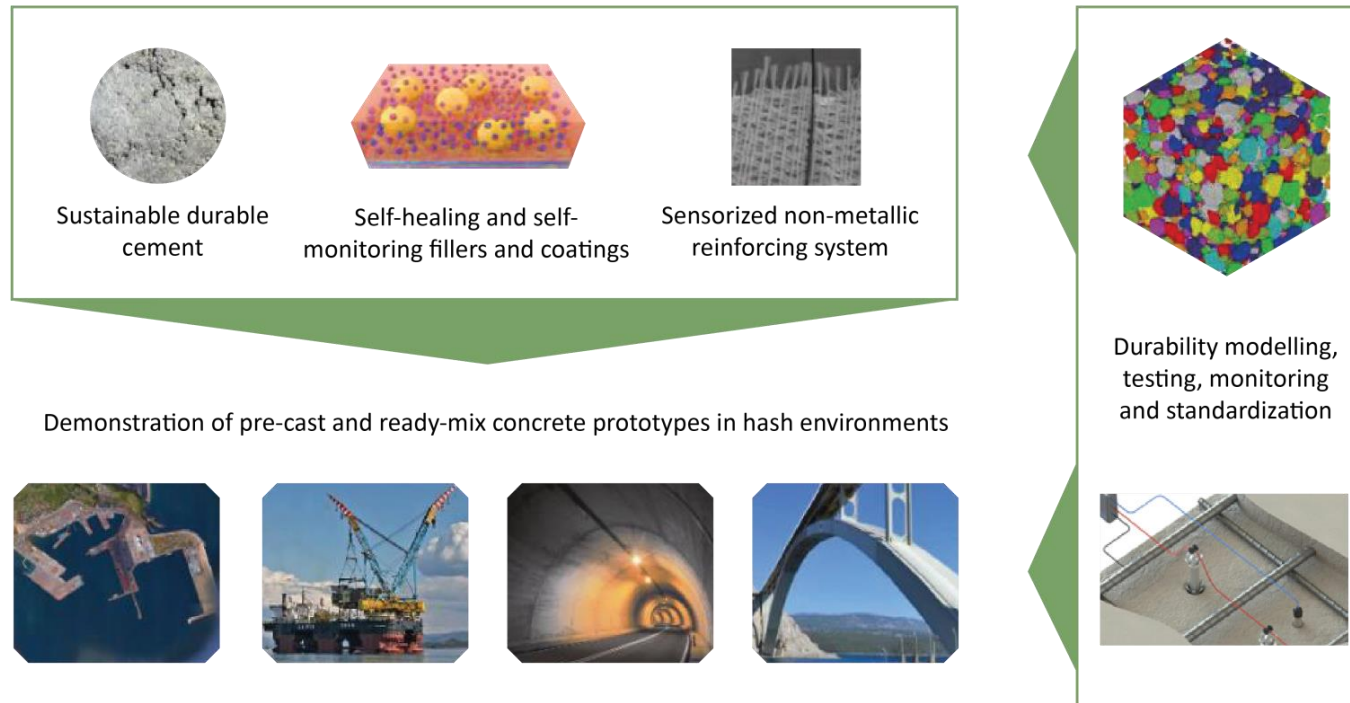 Sustainable durable
cement
Self-healing and self-
monitoring fillers and coatings
Sensorized non-metallic
reinforcing system
Demonstration of pre-cast and ready-mix concrete prototypes in hash environments
Durability modelling,
testing, monitoring
and standardization